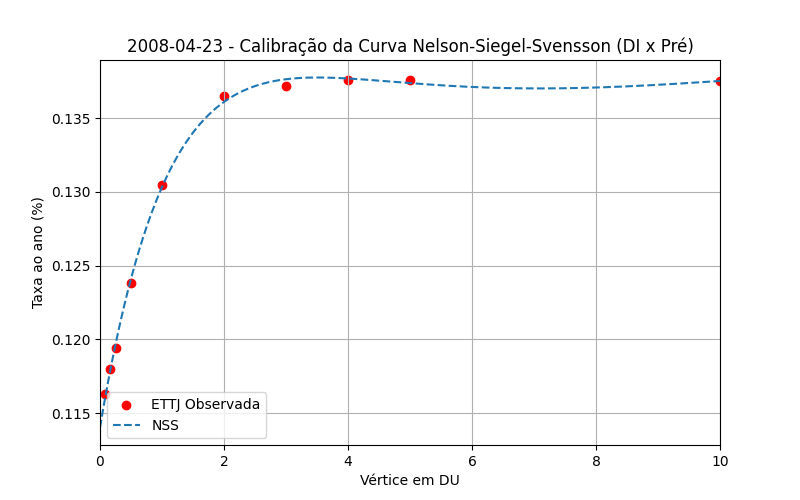 2008-04-23 - Calibração da Curva Nelson-Siegel-Svensson (DI x Pré)
Taxa ao ano (%)
0.135
0.130
0.125
0.120
0.115
ETTJ Observada
NSS
0 2 4 6 8 10
Vértice em DU